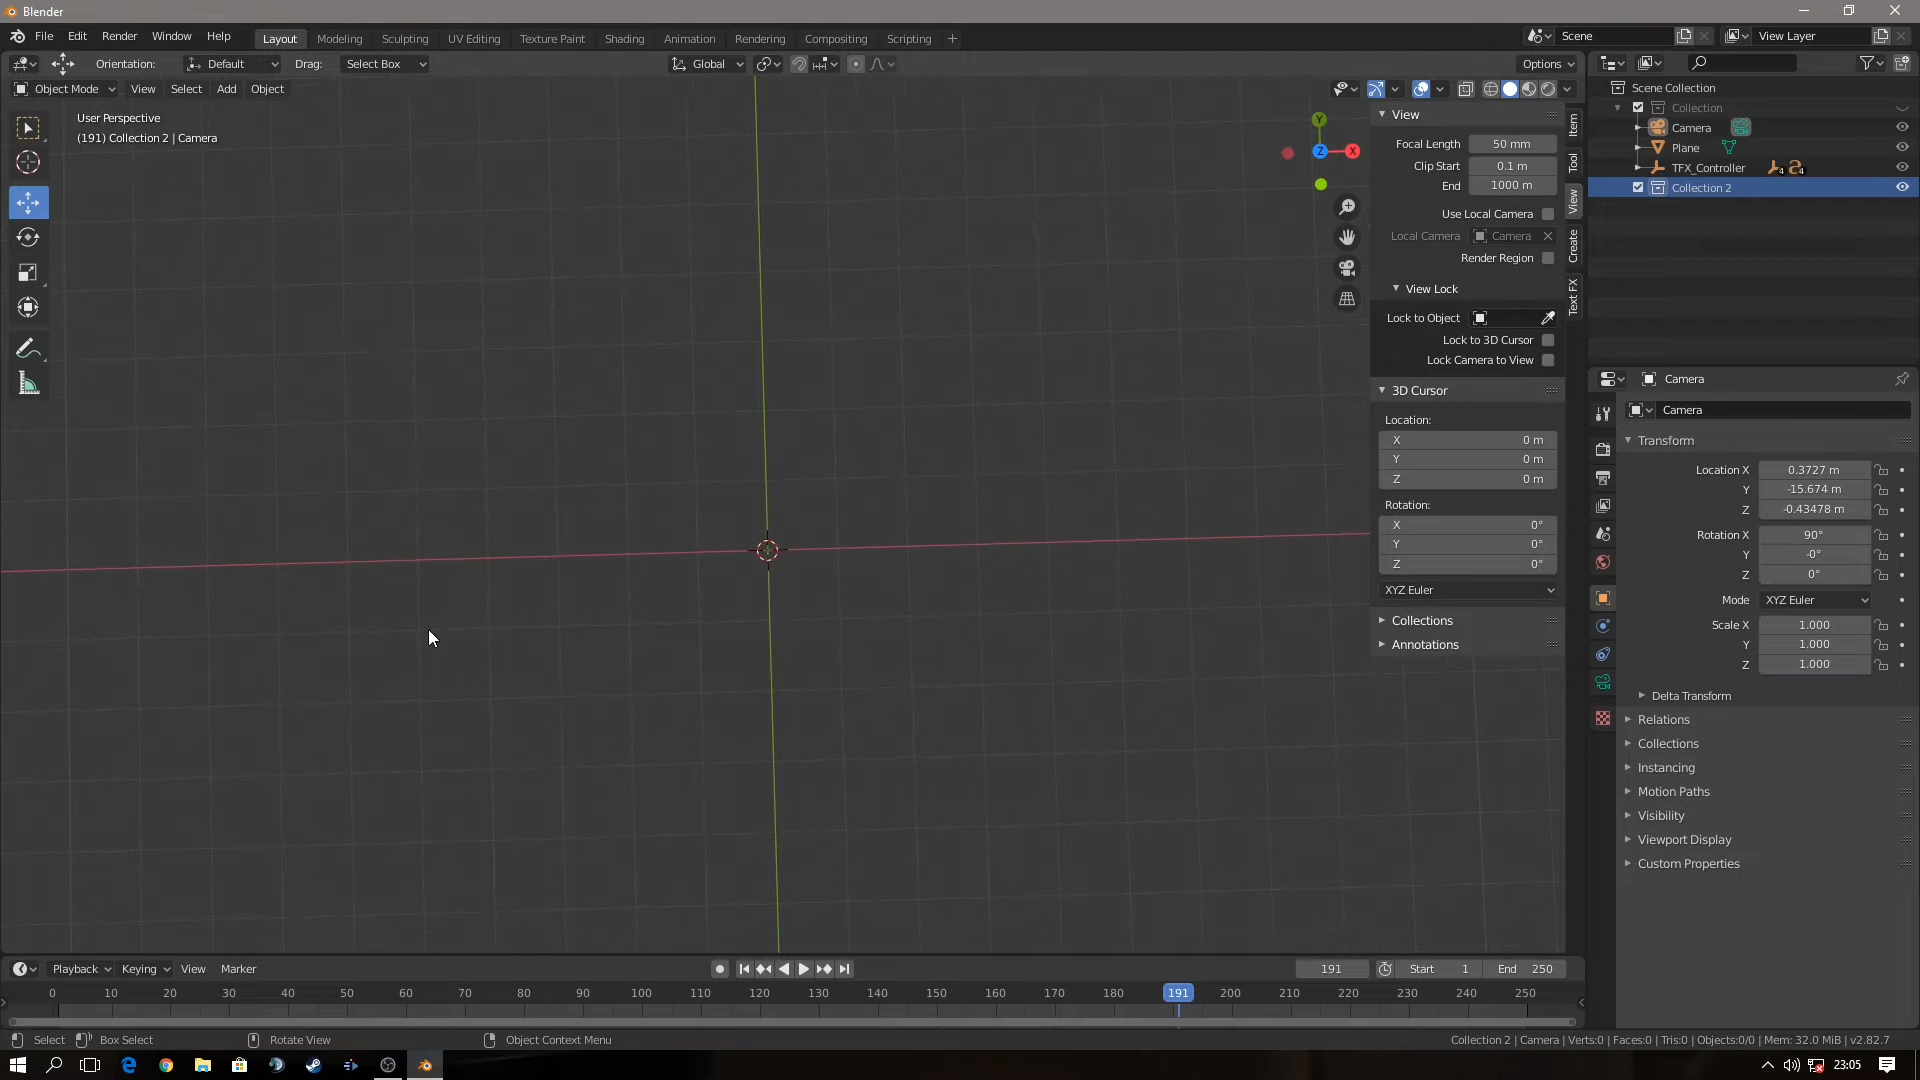 Blender
File Edit Render Window Help
Layout Modeling Sculpting UV Editing Texture Paint Shading Animation Rendering Compositing Scripting +
Scene
View Layer
Orientation: Default Drag: Select Box
Global
Options
Object Mode View Select Add Object
User Perspective
(191) Collection 2 | Camera
Y
Z
X
View
Focal Length 50 mm
Clip Start 0.1 m
End 1000 m
Use Local Camera
Local Camera Camera
Render Region
View Lock
Lock to Object
Lock to 3D Cursor
Lock Camera to View
3D Cursor
Location:
X 0 m
Y 0 m
Z 0 m
Rotation:
X 0°
Y 0°
Z 0°
XYZ Euler
Collections
Annotations
Item
Tool
View
Create
Text FX
Scene Collection
Collection
Camera
Plane
TFX_Controller 4 a 4
Collection 2
Camera
Camera
Transform
Location X 0.3727 m
Y -15.674 m
Z -0.43478 m
Rotation X 90°
Y -0°
Z 0°
Mode XYZ Euler
Scale X 1.000
Y 1.000
Z 1.000
Delta Transform
Relations
Collections
Instancing
Motion Paths
Visibility
Viewport Display
Custom Properties
Playback Keying View Marker
191 Start 1 End 250
0 10 20 30 40 50 60 70 80 90 100 110 120 130 140 150 160 170 180 191 200 210 220 230 240 250
Select Box Select Rotate View Object Context Menu
Collection 2 | Camera | Verts:0 | Faces:0 | Tris:0 | Objects:0/0 | Mem: 32.0 MiB | v2.82.7
23:05